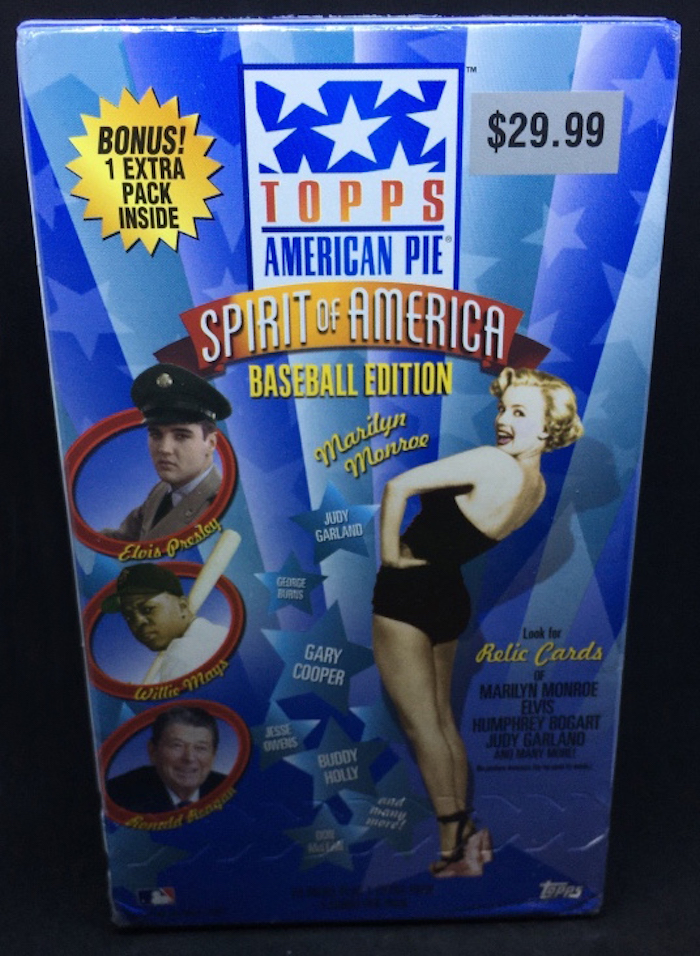 BONUS!
1 EXTRA
PACK
INSIDE
TM
$29.99
TOPPS
AMERICAN PIE®
SPIRIT OF AMERICA
BASEBALL EDITION
Marilyn
Monroe
Elvis Presley
JUDY
GARLAND
GEORGE
BURNS
Willie Mays
GARY
COOPER
Look for
Relic Cards
OF
MARILYN MONROE
ELVIS
HUMPHREY BOGART
JUDY GARLAND
AND MANY MORE!
JESSE
OWENS
BUDDY
HOLLY
Ronald Reagan
and
many
more!
DON
Topps